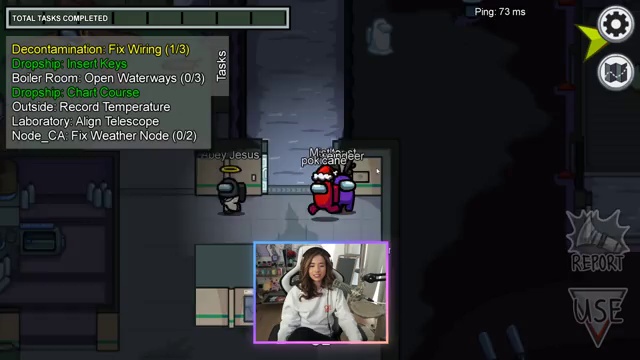 TOTAL TASKS COMPLETED
Ping: 73 ms
Decontamination: Fix Wiring (1/3)
Dropship: Insert Keys
Boiler Room: Open Waterways (0/3)
Dropship: Chart Course
Outside: Record Temperature
Laboratory: Align Telescope
Node_CA: Fix Weather Node (0/2)
Tasks
Jesus
REPORT
USE